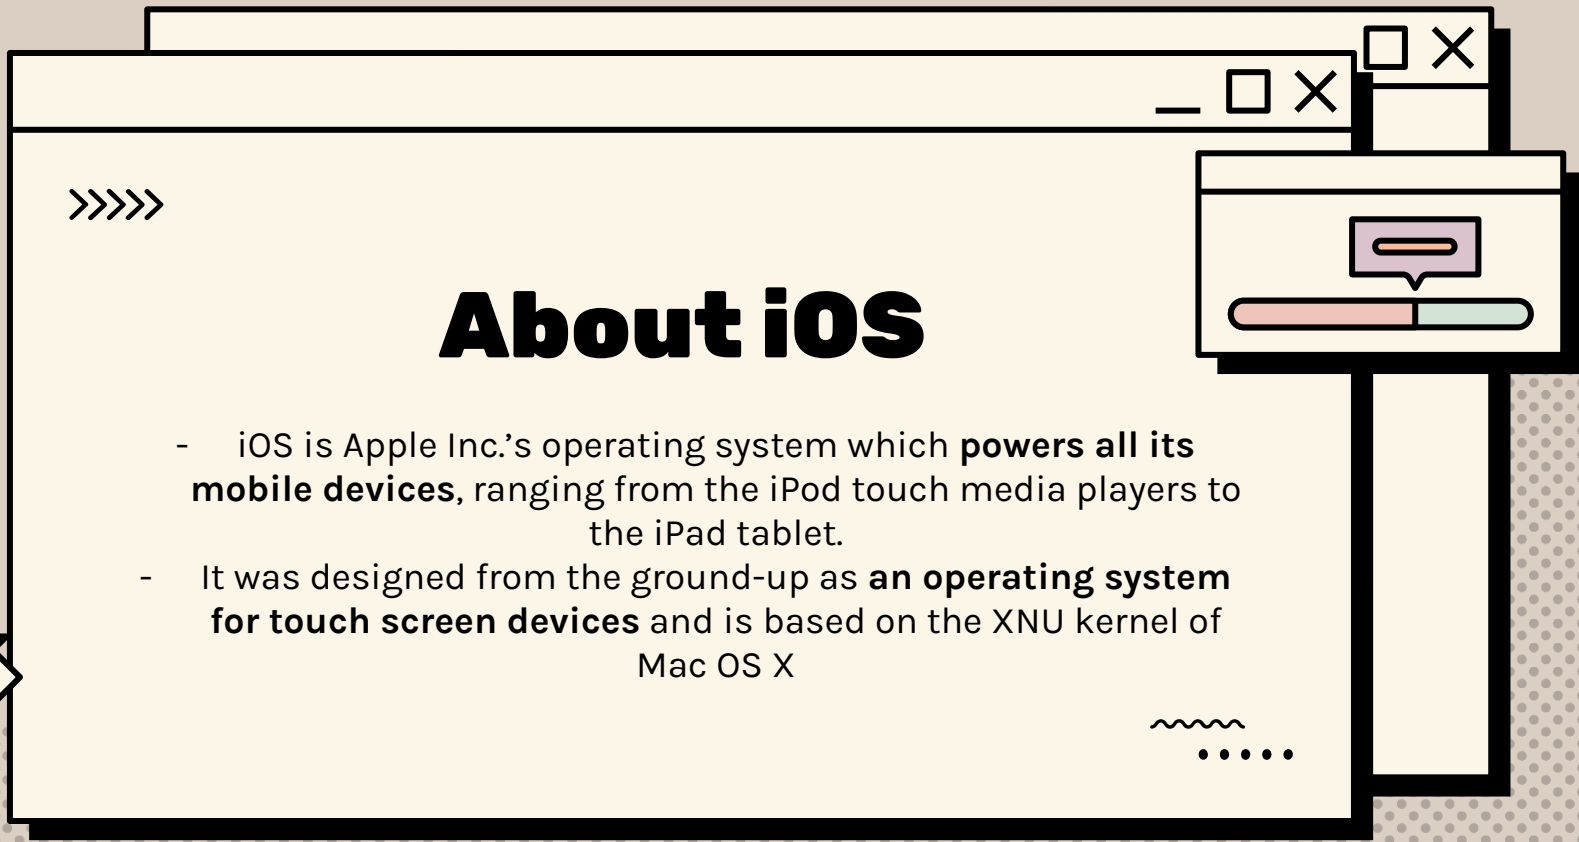 About iOS
- iOS is Apple Inc.’s operating system which powers all its
mobile devices, ranging from the iPod touch media players to
the iPad tablet.
- It was designed from the ground-up as an operating system
for touch screen devices and is based on the XNU kernel of
Mac OS X